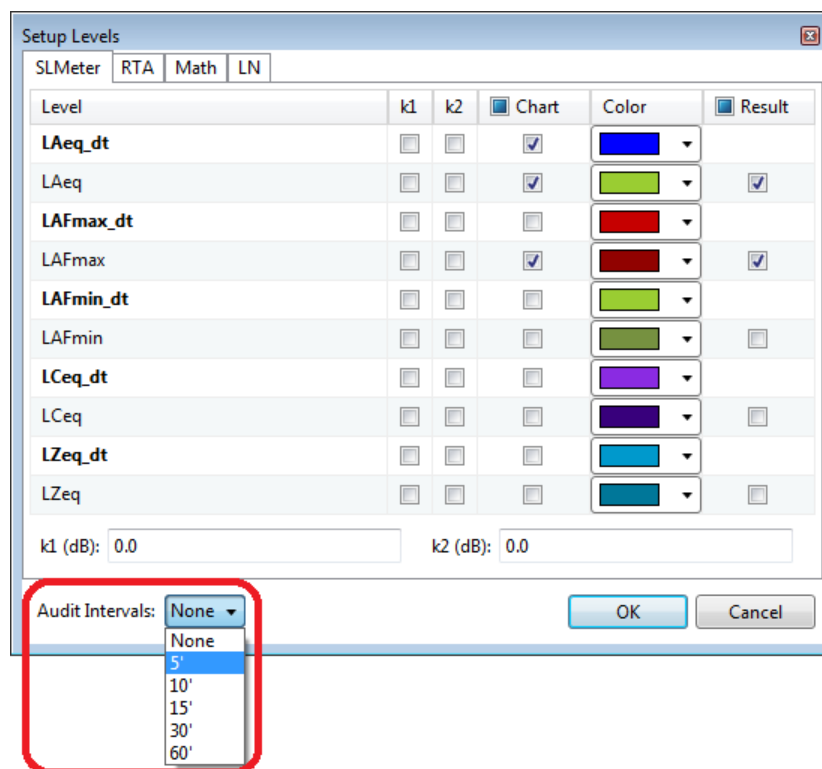 Setup Levels
SLMeter RTA Math LN
Level k1 k2 Chart Color Result
LAeq_dt
LAeq
LAFmax_dt
LAFmax
LAFmin_dt
LAFmin
LCeq_dt
LCeq
LZeq_dt
LZeq
k1 (dB): 0.0 k2 (dB): 0.0
Audit Intervals: None OK Cancel
None
5'
10'
15'
30'
60'